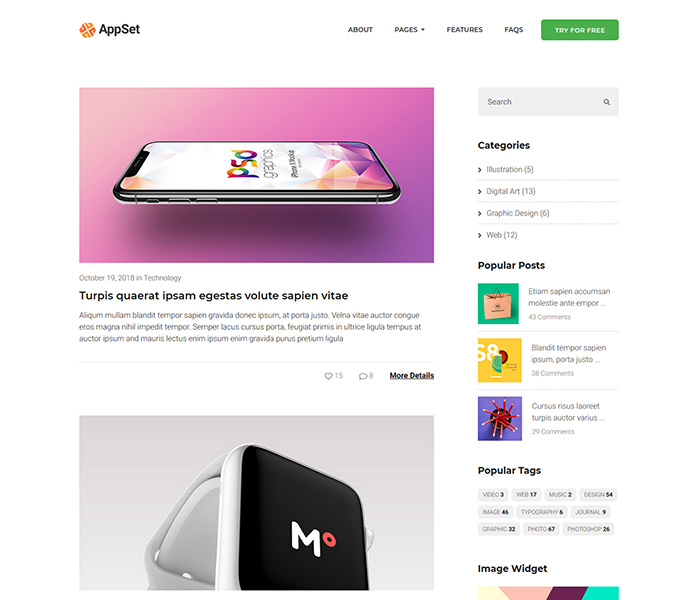 AppSet
ABOUT PAGES FEATURES FAQS TRY FOR FREE
psd
.graphics
iPhone X Mockup
October 19, 2018 in Technology
Turpis quaerat ipsam egestas volute sapien vitae
Aliqum mullam blandit tempor sapien gravida donec ipsum, at porta justo. Velna vitae auctor congue
eros magna nihil impedit tempor. Semper lacus cursus porta, feugiat primis in ultrice ligula tempus at
auctor ipsum and mauris lectus enim ipsum enim gravida purus pretium ligula
15 8 More Details
M
Search
Categories
Illustration (5)
Digital Art (13)
Graphic Design (6)
Web (12)
Popular Posts
Etiam sapien accumsan
molestie ante empor ...
43 Comments
S8
Blandit tempor sapien
ipsum, porta justo ...
38 Comments
Cursus risus laoreet
turpis auctor varius ...
29 Comments
Popular Tags
VIDEO 3 WEB 17 MUSIC 2 DESIGN 54
IMAGE 46 TYPOGRAPHY 6 JOURNAL 9
GRAPHIC 32 PHOTO 67 PHOTOSHOP 26
Image Widget